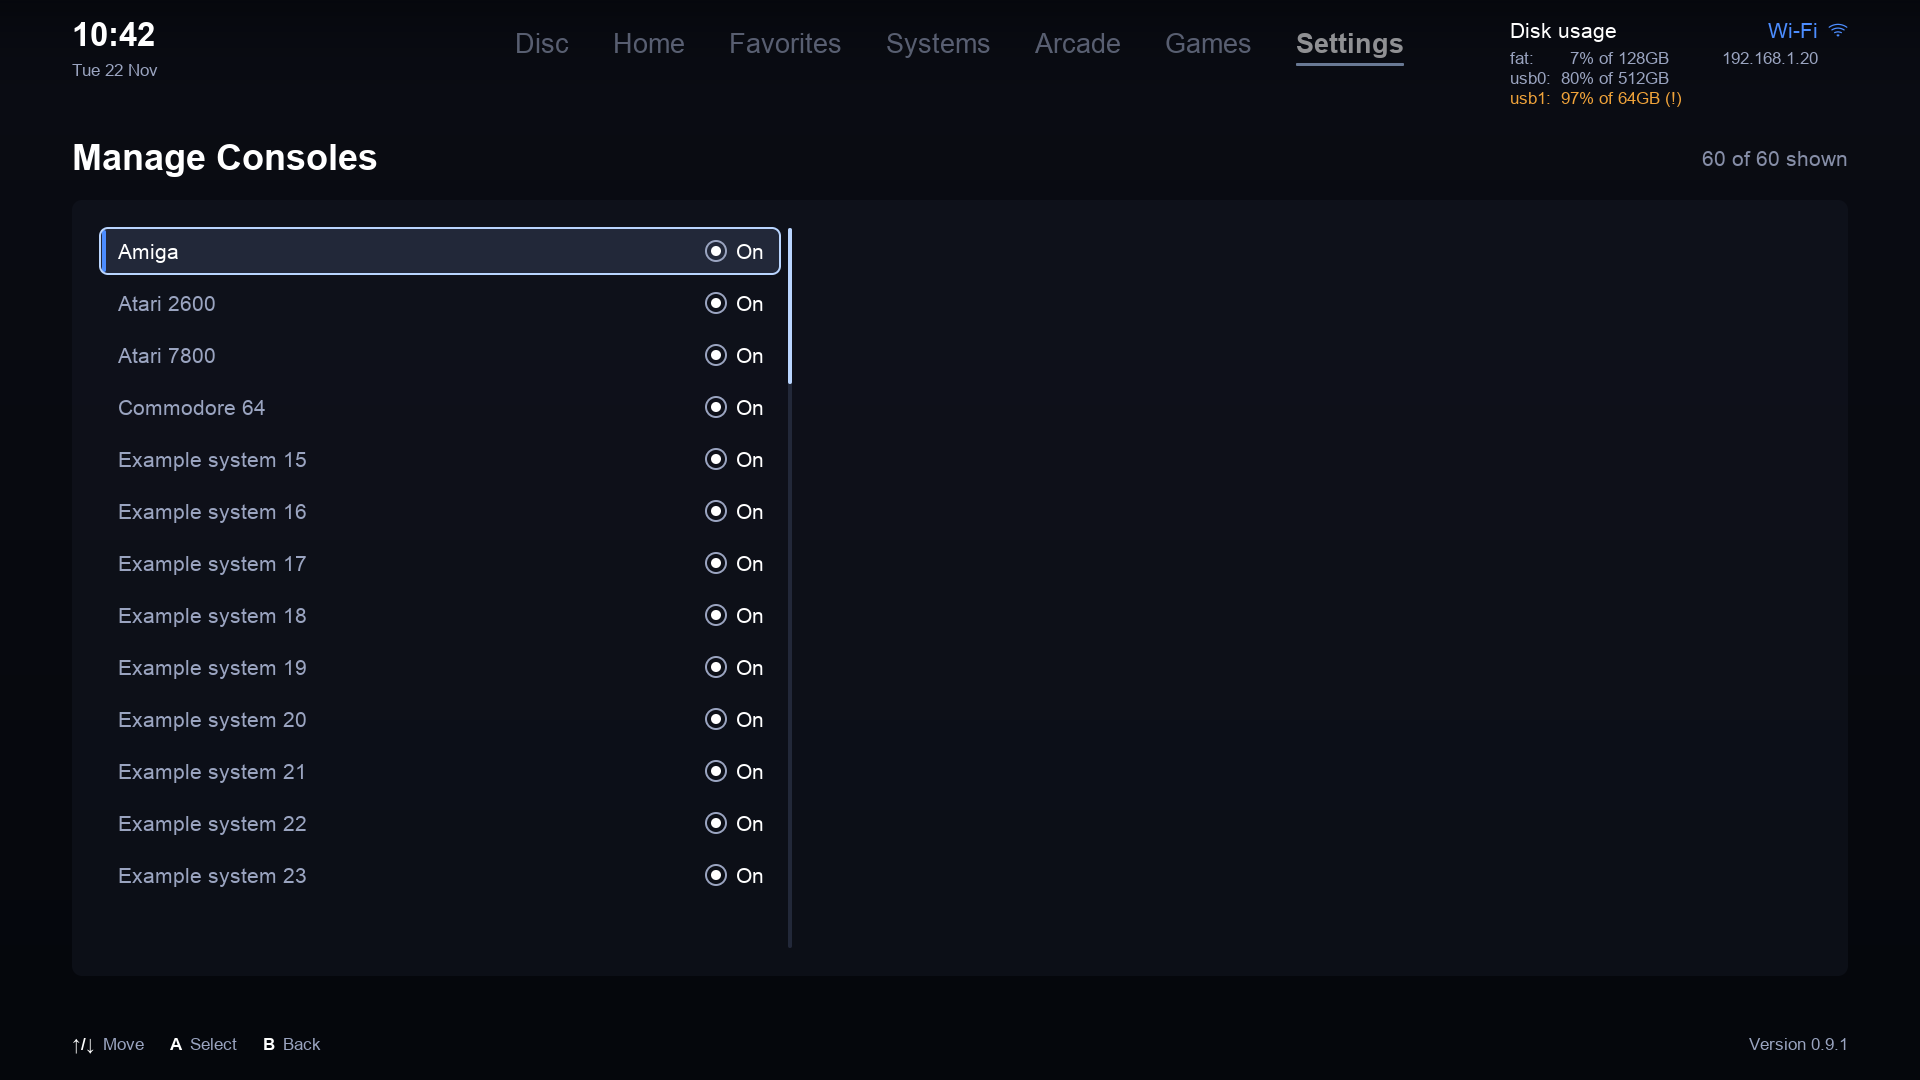 10:42
Tue 22 Nov
Disc Home Favorites Systems Arcade Games Settings
Disk usage
fat: 7% of 128GB
usb0: 80% of 512GB
usb1: 97% of 64GB (!)
Wi-Fi
192.168.1.20
Manage Consoles
60 of 60 shown
Amiga On
Atari 2600 On
Atari 7800 On
Commodore 64 On
Example system 15 On
Example system 16 On
Example system 17 On
Example system 18 On
Example system 19 On
Example system 20 On
Example system 21 On
Example system 22 On
Example system 23 On
↑/↓ Move A Select B Back
Version 0.9.1